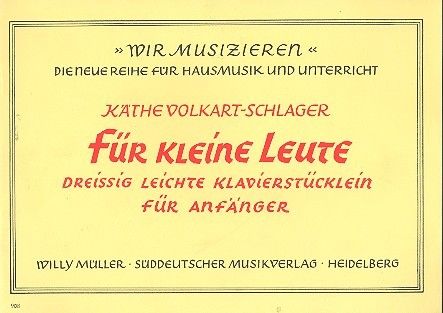 »WIR MUSIZIEREN«
DIE NEUE REIHE FÜR HAUSMUSIK UND UNTERRICHT
KÄTHE VOLKART-SCHLAGER
FÜR KLEINE LEUTE
DREISSIG LEICHTE KLAVIERSTÜCKLEIN
FÜR ANFÄNGER
WILLY MÜLLER · SÜDDEUTSCHER MUSIKVERLAG · HEIDELBERG